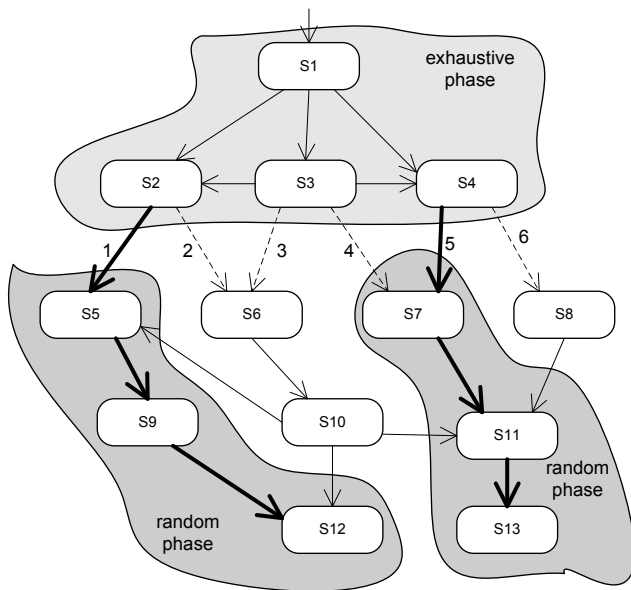 S1
exhaustive
phase
S2
S3
S4
1
2
3
4
5
6
S5
S6
S7
S8
S9
S10
S11
random
phase
S12
S13
random
phase